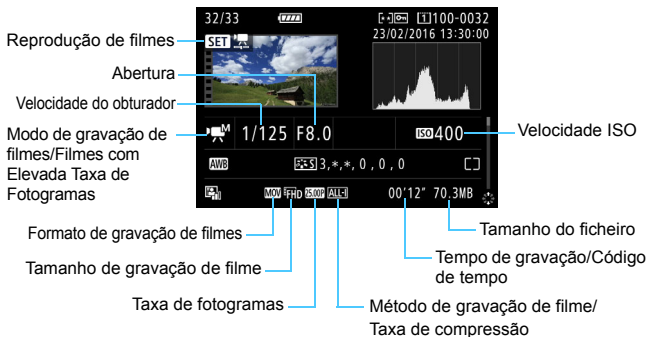 32/33
100-0032
23/02/2016 13:30:00
Reprodução de filmes
SET
Abertura
Velocidade do obturador
Modo de gravação de
filmes/Filmes com
Elevada Taxa de
Fotogramas
M
1/125 F8.0
ISO 400
Velocidade ISO
AWB
S 3,*,*, 0 , 0 , 0
MOV FHD 25.00P ALL-I
00'12" 70.3MB
Formato de gravação de filmes
Tamanho do ficheiro
Tamanho de gravação de filme
Tempo de gravação/Código
de tempo
Taxa de fotogramas
Método de gravação de filme/
Taxa de compressão